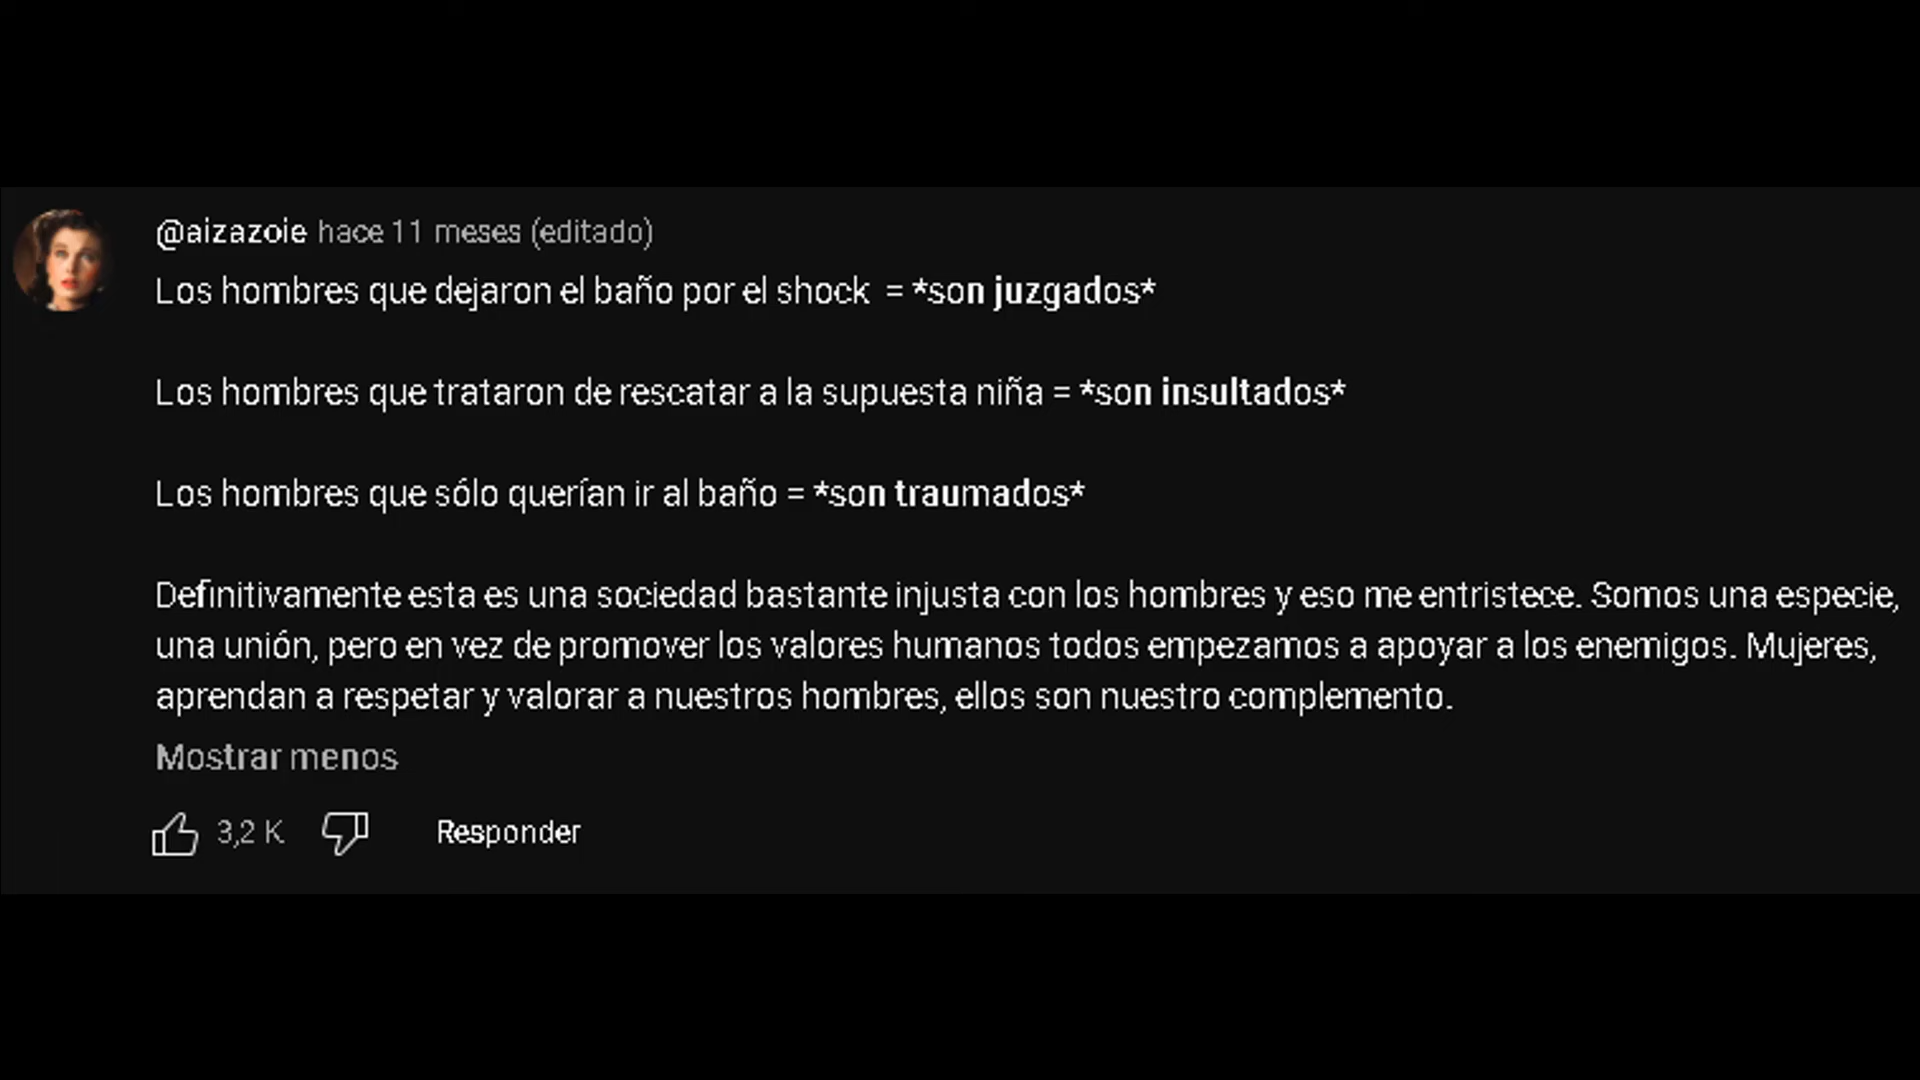 @aizazoie hace 11 meses (editado)
Los hombres que dejaron el baño por el shock = *son juzgados*
Los hombres que trataron de rescatar a la supuesta niña = *son insultados*
Los hombres que sólo querían ir al baño = *son traumados*
Definitivamente esta es una sociedad bastante injusta con los hombres y eso me entristece. Somos una especie,
una unión, pero en vez de promover los valores humanos todos empezamos a apoyar a los enemigos. Mujeres,
aprendan a respetar y valorar a nuestros hombres, ellos son nuestro complemento.
Mostrar menos
3,2 K Responder